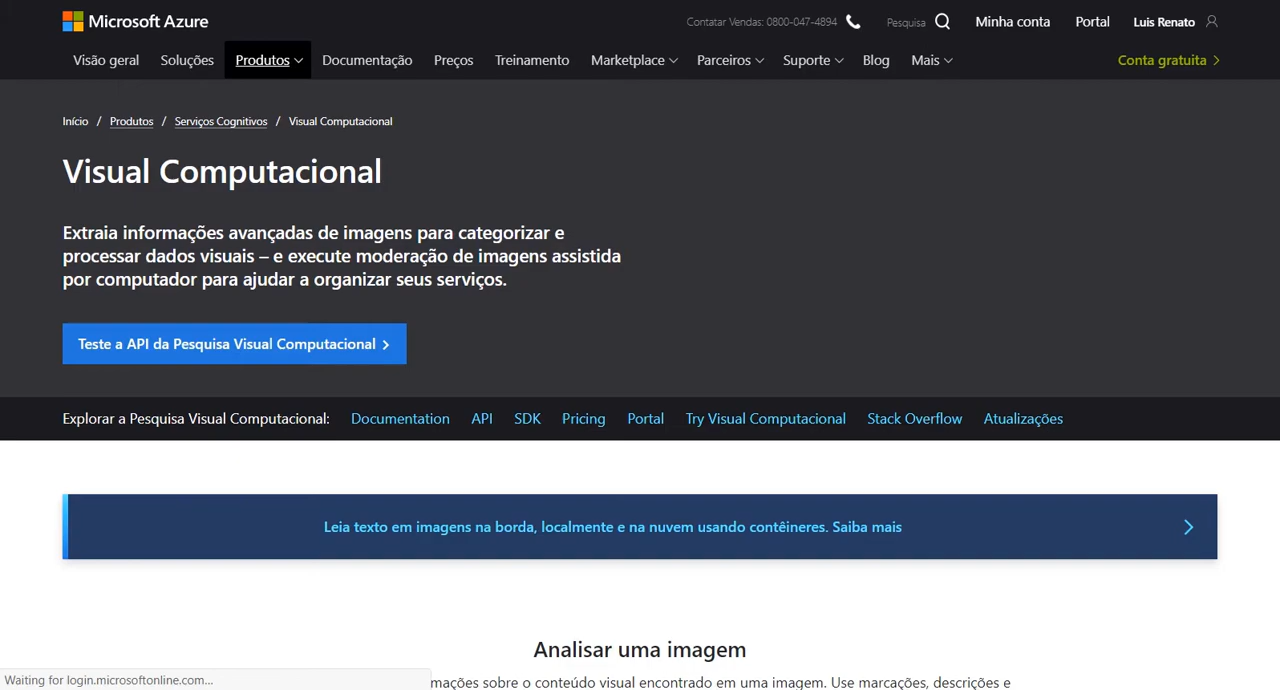 Microsoft Azure
Contatar Vendas: 0800-047-4894
Pesquisa
Minha conta
Portal
Luis Renato
Visão geral
Soluções
Produtos
Documentação
Preços
Treinamento
Marketplace
Parceiros
Suporte
Blog
Mais
Conta gratuita
Início / Produtos / Serviços Cognitivos / Visual Computacional
Visual Computacional
Extraia informações avançadas de imagens para categorizar e
processar dados visuais – e execute moderação de imagens assistida
por computador para ajudar a organizar seus serviços.
Teste a API da Pesquisa Visual Computacional
Explorar a Pesquisa Visual Computacional: Documentation API SDK Pricing Portal Try Visual Computacional Stack Overflow Atualizações
Leia texto em imagens na borda, localmente e na nuvem usando contêineres. Saiba mais
Analisar uma imagem
mações sobre o conteúdo visual encontrado em uma imagem. Use marcações, descrições e
Waiting for login.microsoftonline.com...